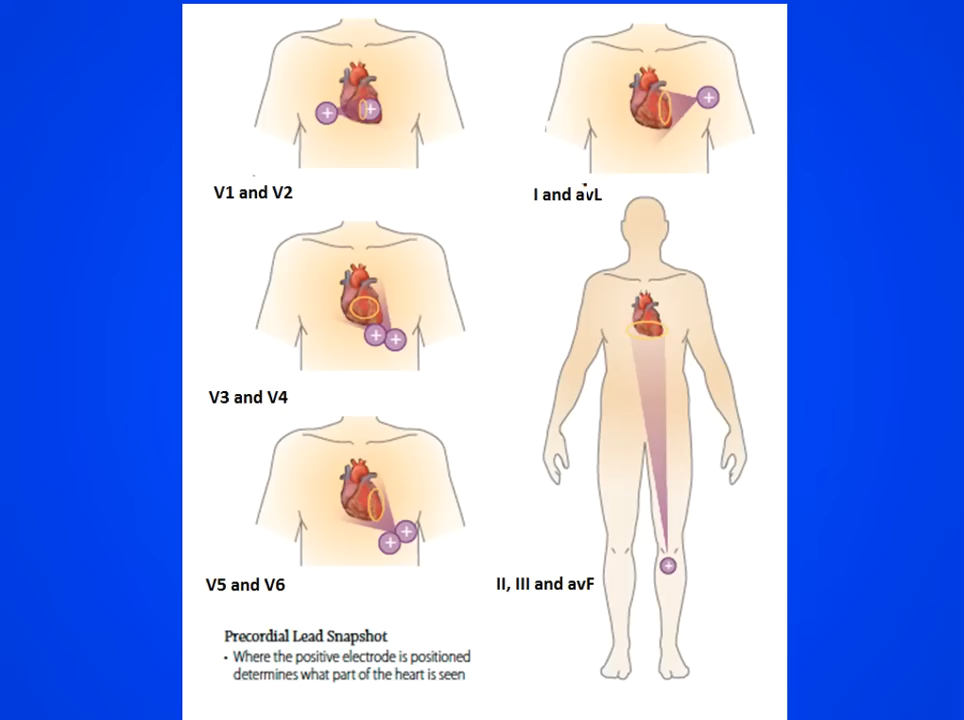 V1 and V2
I and avL
V3 and V4
V5 and V6
II, III and avF
Precordial Lead Snapshot
• Where the positive electrode is positioned
determines what part of the heart is seen